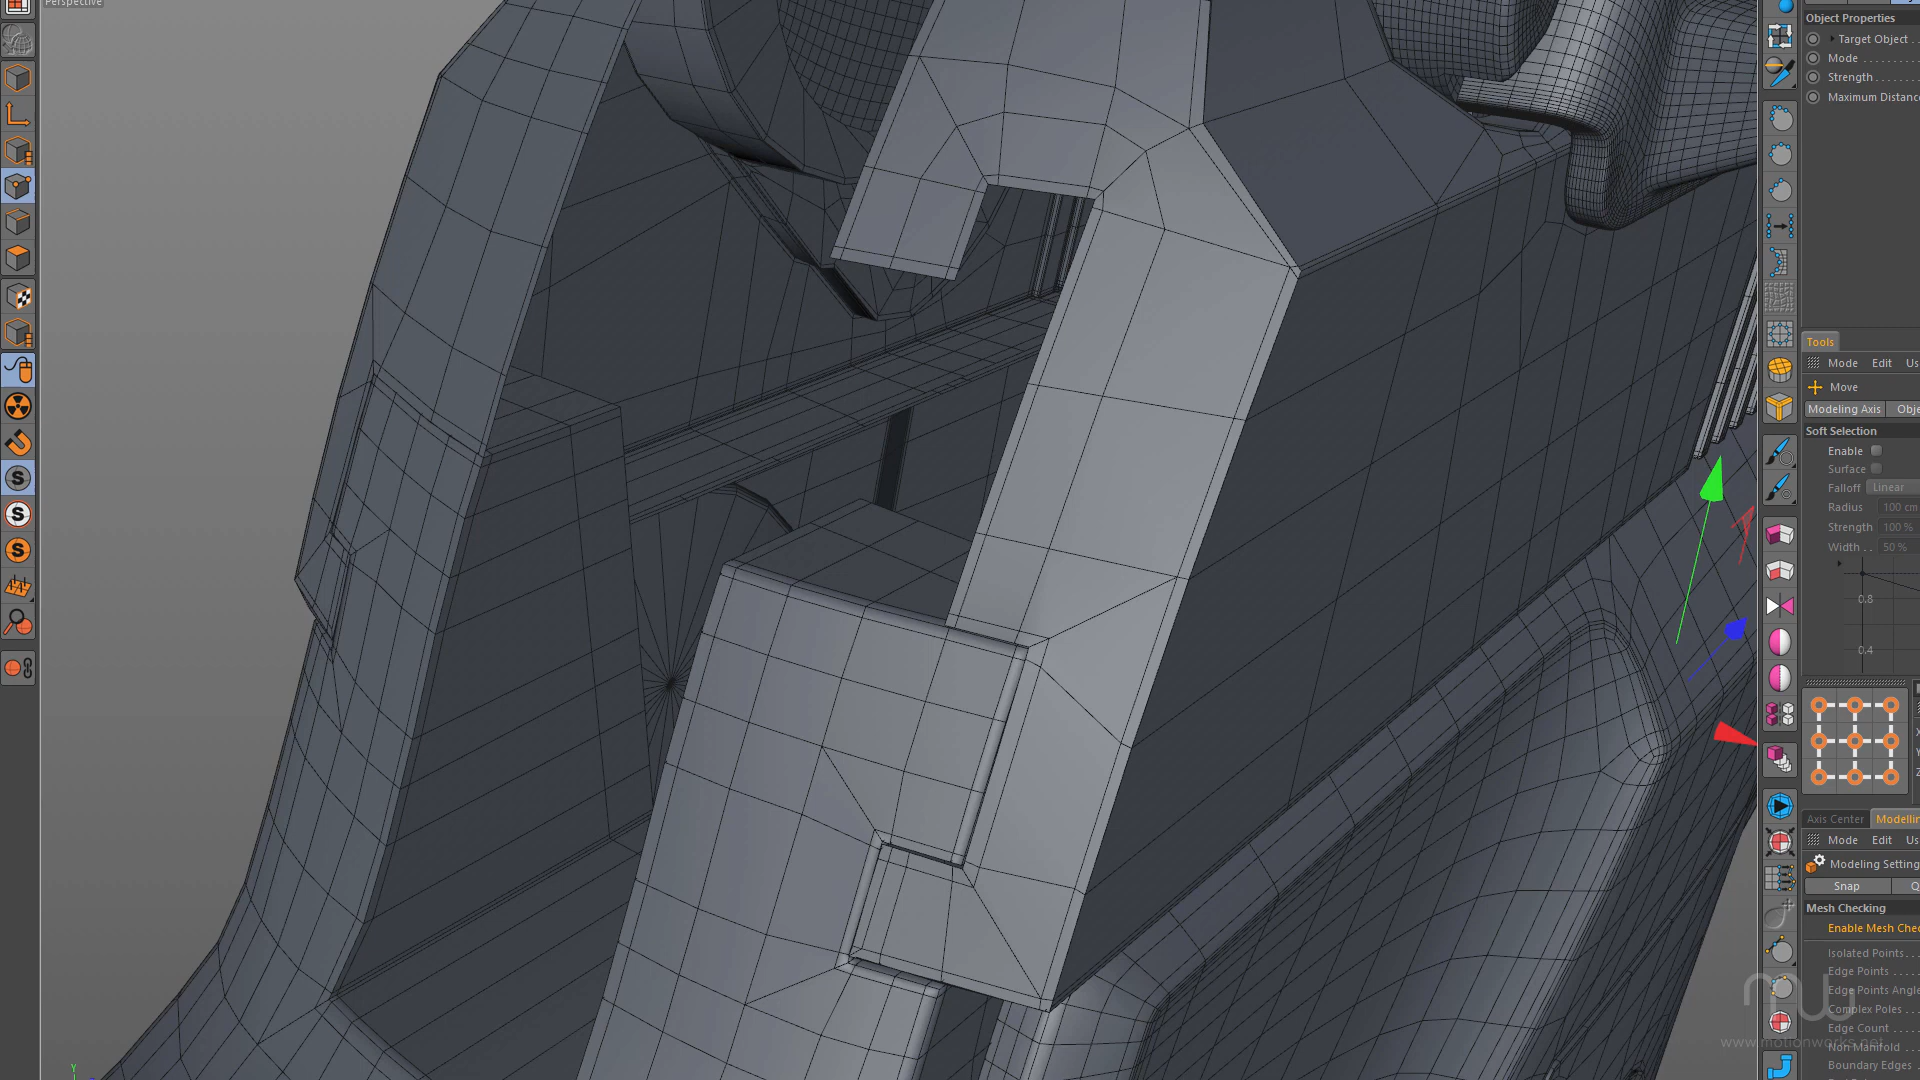 Perspective
Object Properties
Target Object . .
Mode . . . . . . . . .
Strength . . . . . . .
Maximum Distance
Tools
Mode Edit Us
Move
Modeling Axis Obje
Soft Selection
Enable
Surface
Falloff Linear
Radius 100 cm
Strength 100 %
Width . . 50 %
0.8
0.4
Axis Center Modellin
Mode Edit Us
Modeling Setting
Snap Q
Mesh Checking
Enable Mesh Chec
Isolated Points. . .
Edge Points . . . . .
Edge Points Angle
Complex Poles . . .
Edge Count . . . . .
Non Manifold . . .
Boundary Edges . .
mw
www.motionworks.net
Y
S
S
S